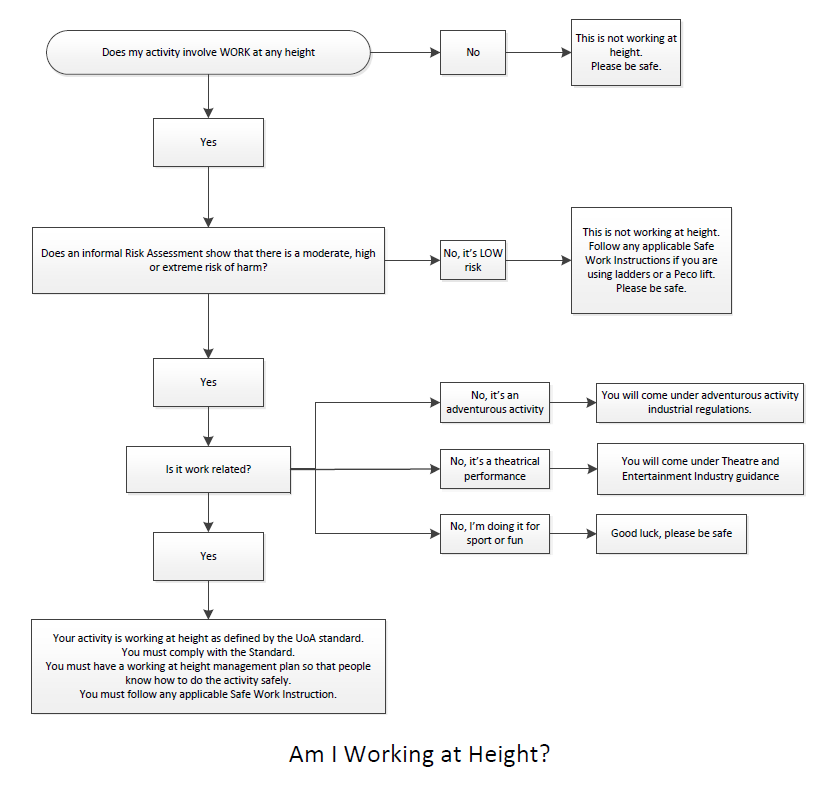 Does my activity involve WORK at any height
No
This is not working at
height.
Please be safe.
Yes
Does an informal Risk Assessment show that there is a moderate, high
or extreme risk of harm?
No, it's LOW
risk
This is not working at height.
Follow any applicable Safe
Work Instructions if you are
using ladders or a Peco lift.
Please be safe.
Yes
Is it work related?
No, it's an
adventurous activity
You will come under adventurous activity
industrial regulations.
No, it's a theatrical
performance
You will come under Theatre and
Entertainment Industry guidance
No, I'm doing it for
sport or fun
Good luck, please be safe
Yes
Your activity is working at height as defined by the UoA standard.
You must comply with the Standard.
You must have a working at height management plan so that people
know how to do the activity safely.
You must follow any applicable Safe Work Instruction.
Am I Working at Height?